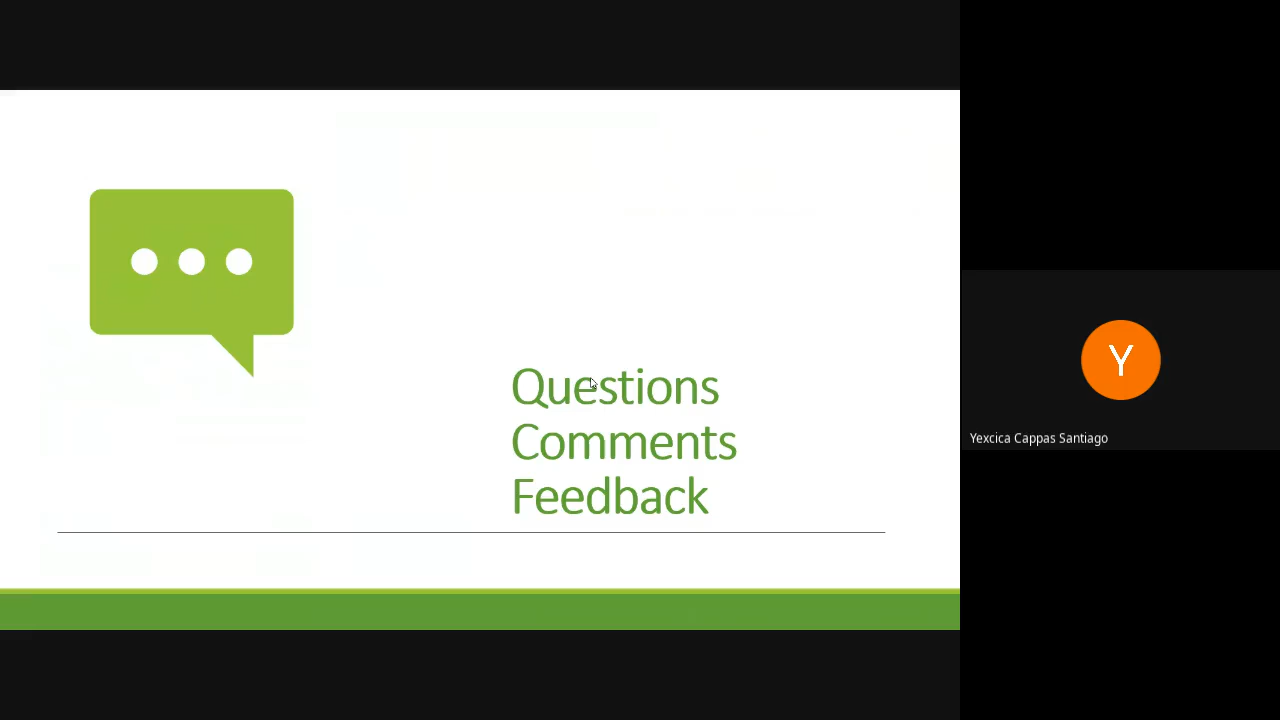 Questions
Comments
Feedback
Y
Yexcica Cappas Santiago